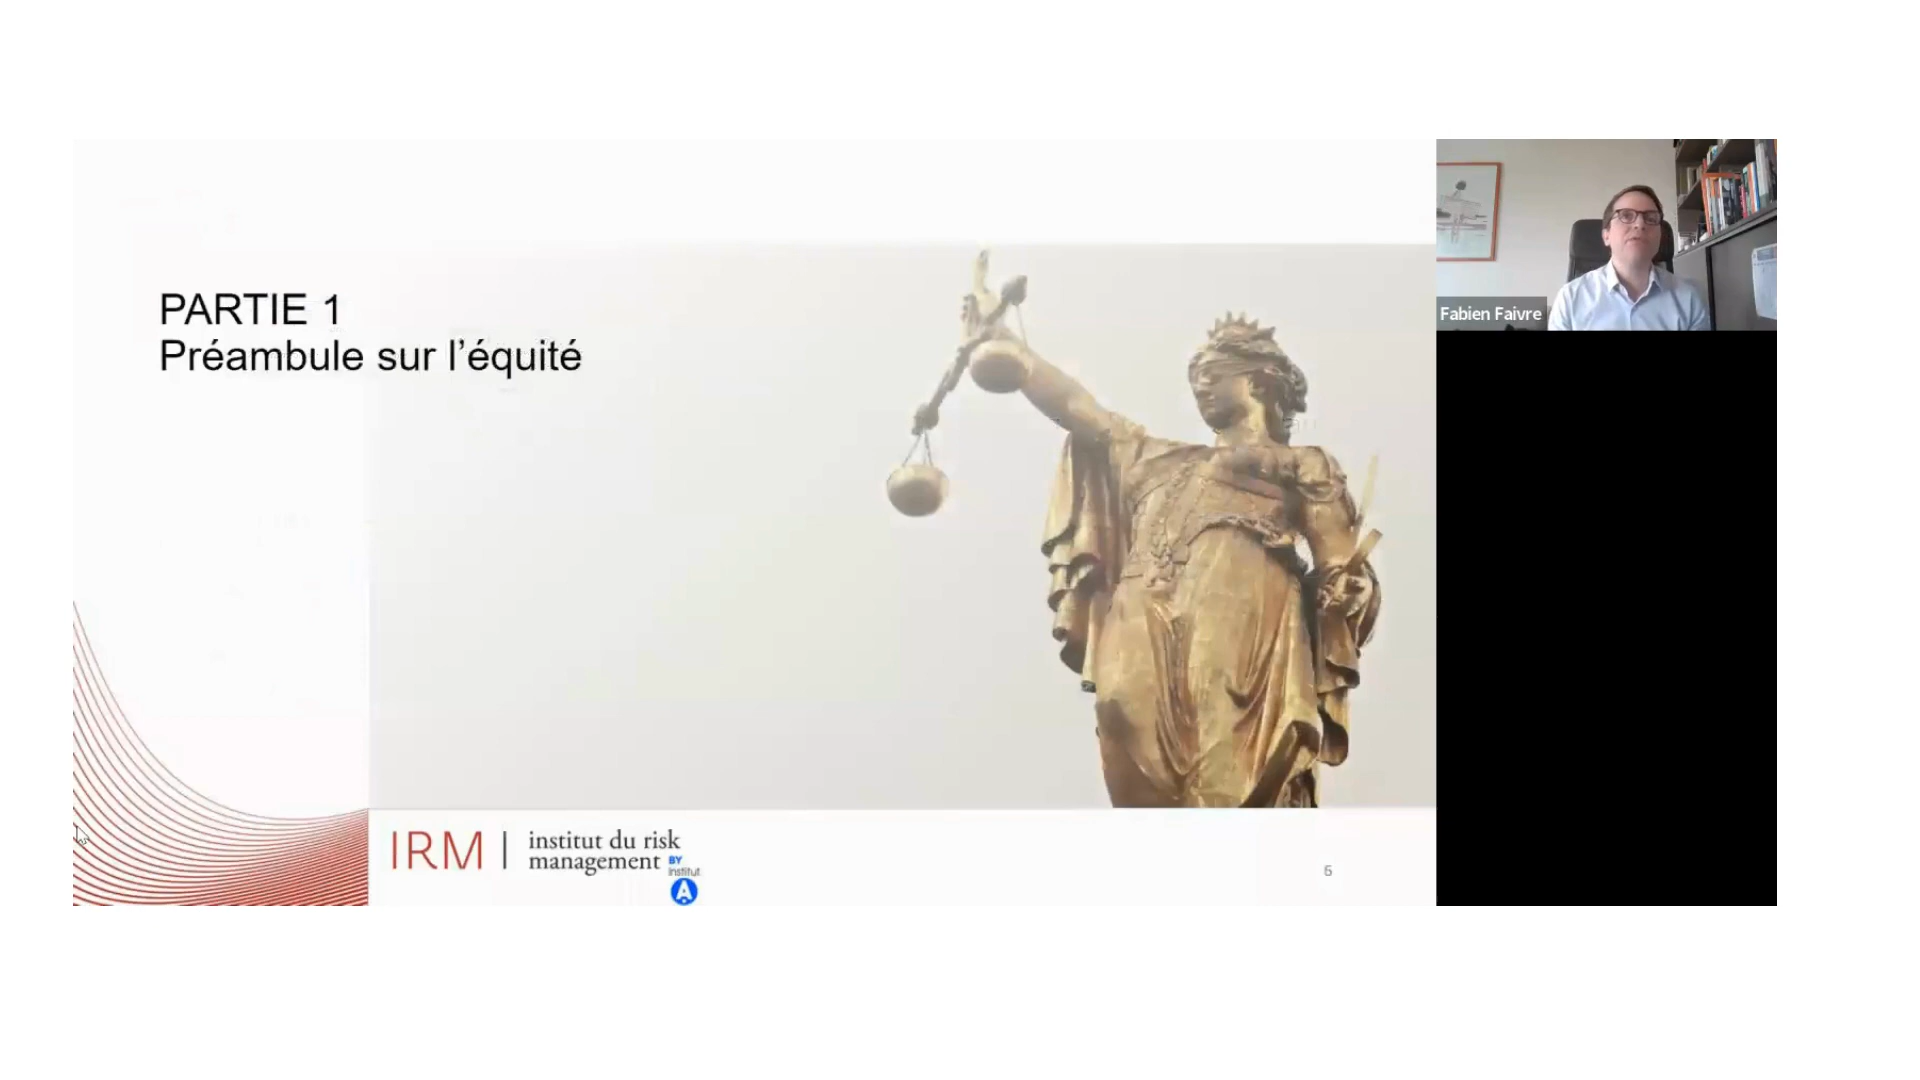 PARTIE 1
Préambule sur l’équité
Fabien Faivre
IRM | institut du risk
management BY
institut
A
6